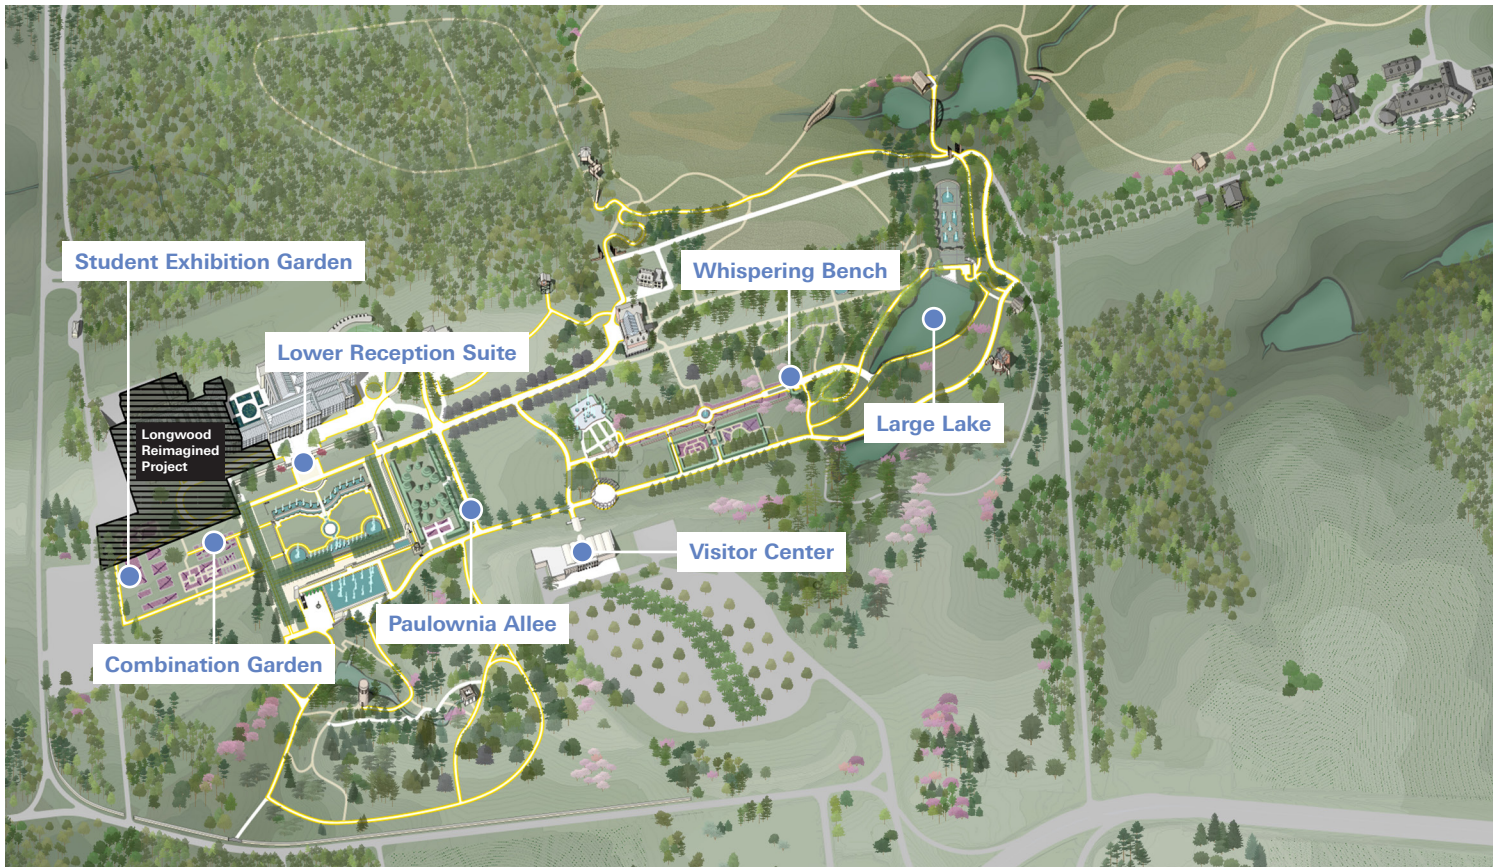 Student Exhibition Garden
Whispering Bench
Lower Reception Suite
Large Lake
Longwood
Reimagined
Project
Visitor Center
Paulownia Allee
Combination Garden